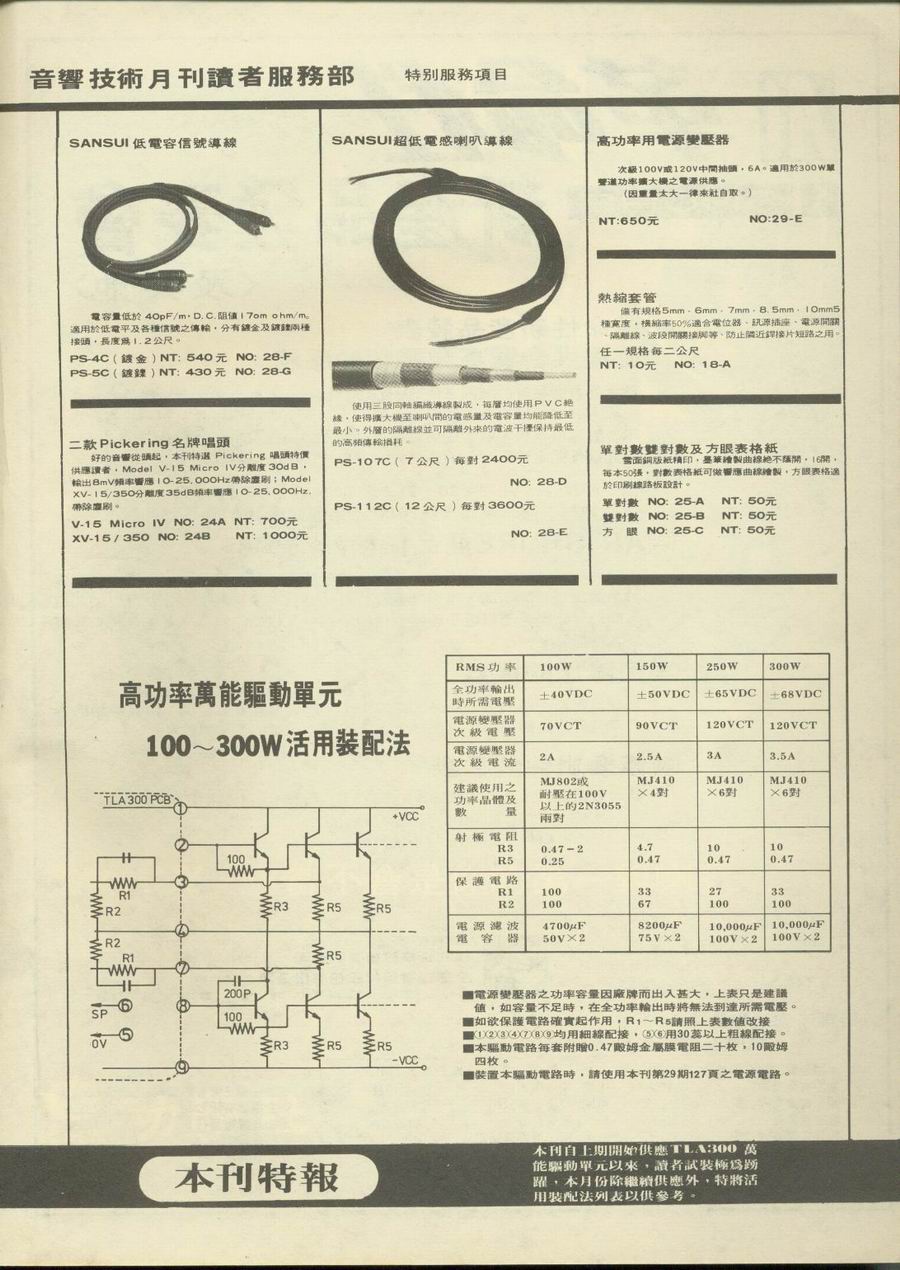 音響技術月刊讀者服務部
特別服務項目
SANSUI 低電容信號導線
電容量低於 40pF/m, D.C.阻値 17om ohm/m。
適用於低電平及各種信號之傳輸，分有鍍金及鍍鎳兩種
接頭，長度爲1.2公尺。
PS-4C（鍍金）NT: 540元 NO: 28-F
PS-5C（鍍鎳）NT: 430元 NO: 28-G
二款Pickering名牌唱頭
好的音響從頭起，本刊特選 Pickering 唱頭特價
供應讀者，Model V-15 Micro IV分離度30dB，
輸出8mV頻率響應10-25,000Hz帶除塵刷；Model
XV-15/350分離度35dB頻率響應10-25,000Hz.
帶除塵刷。
V-15 Micro IV NO: 24A NT: 700元
XV-15/350 NO: 24B NT: 1000元
SANSUI超低電感喇叭導線
使用三股同軸編織導線製成，每層均使用PVC絕
緣，使得擴大機至喇叭間的電感量及電容量均能降低至
最小。外層的隔離線並可隔離外來的電波干擾保持最低
的高頻傳輸損耗。
PS-107C（7公尺）每對2400元
NO: 28-D
PS-112C（12公尺）每對3600元
NO: 28-E
高功率用電源變壓器
次級100V或120V中間抽頭，6A。適用於300W單
聲道功率擴大機之電源供應。
（因重量太大一律來社自取。）
NT:650元 NO:29-E
熱縮套管
備有規格5mm．6mm．7mm．8.5mm．10mm5
種寬度，橫縮率50%適合電位器、訊源插座、電源開關
、隔離線、波段開關接脚等、防止隣近銲接片短路之用。
任一規格每二公尺
NT: 10元 NO: 18-A
單對數雙對數及方眼表格紙
雪面銅版紙精印，墨筆繪製曲線絕不蔭開，16開，
每本50張，對數表格紙可做響應曲線繪製，方眼表格適
於印刷線路板設計。
單對數 NO: 25-A NT: 50元
雙對數 NO: 25-B NT: 50元
方 眼 NO: 25-C NT: 50元
高功率萬能驅動單元
100～300W活用裝配法
TLA300 PCB
①
+VCC
②
100
③
R1
R2
R3
R5
R5
④
R2
R1
⑦
R5
200P
⑧
⑥
SP
100
⑤
0V
R3
R5
R5
-VCC
⑨
RMS功率 100W 150W 250W 300W
全功率輸出
時所需電壓 ±40VDC ±50VDC ±65VDC ±68VDC
電源變壓器
次級電壓 70VCT 90VCT 120VCT 120VCT
電源變壓器
次級電流 2A 2.5A 3A 3.5A
建議使用之 MJ802或 MJ410 MJ410 MJ410
功率晶體及 耐壓在100V ×4對 ×6對 ×6對
數量 以上的2N3055
兩對
射極電阻
R3 0.47-2 4.7 10 10
R5 0.25 0.47 0.47 0.47
保護電路
R1 100 33 27 33
R2 100 67 100 100
電源濾波 4700μF 8200μF 10,000μF 10,000μF
電容器 50V×2 75V×2 100V×2 100V×2
■電源變壓器之功率容量因廠牌而出入甚大，上表只是建議
値，如容量不足時，在全功率輸出時將無法到達所需電壓。
■如欲保護電路確實起作用，R1～R5請照上表數値改接
■①②③④⑦⑧⑨均用細線配接，⑤⑥用30蕊以上粗線配接。
■本驅動電路每套附贈0.47毆姆金屬膜電阻二十枚，10毆姆
四枚。
■裝置本驅動電路時，請使用本刊第29期127頁之電源電路。
本刊特報
本刊自上期開始供應TLA300 萬
能驅動單元以來，讀者試裝極爲踴
躍，本月份除繼續供應外，特將活
用裝配法列表以供參考。